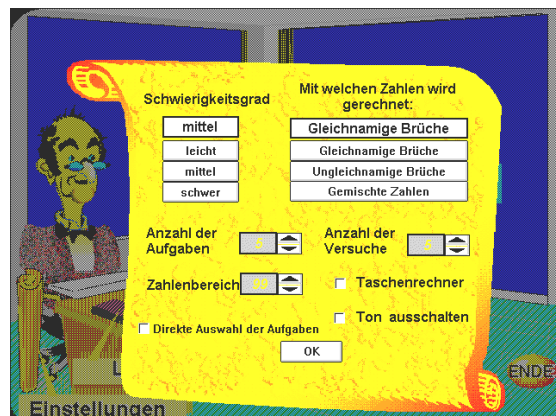 Schwierigkeitsgrad
mittel
leicht
mittel
schwer
Mit welchen Zahlen wird
gerechnet:
Gleichnamige Brüche
Gleichnamige Brüche
Ungleichnamige Brüche
Gemischte Zahlen
Anzahl der
Aufgaben
5
Anzahl der
Versuche
5
Zahlenbereich
99
Taschenrechner
Ton ausschalten
Direkte Auswahl der Aufgaben
OK
L
ENDE
Einstellungen